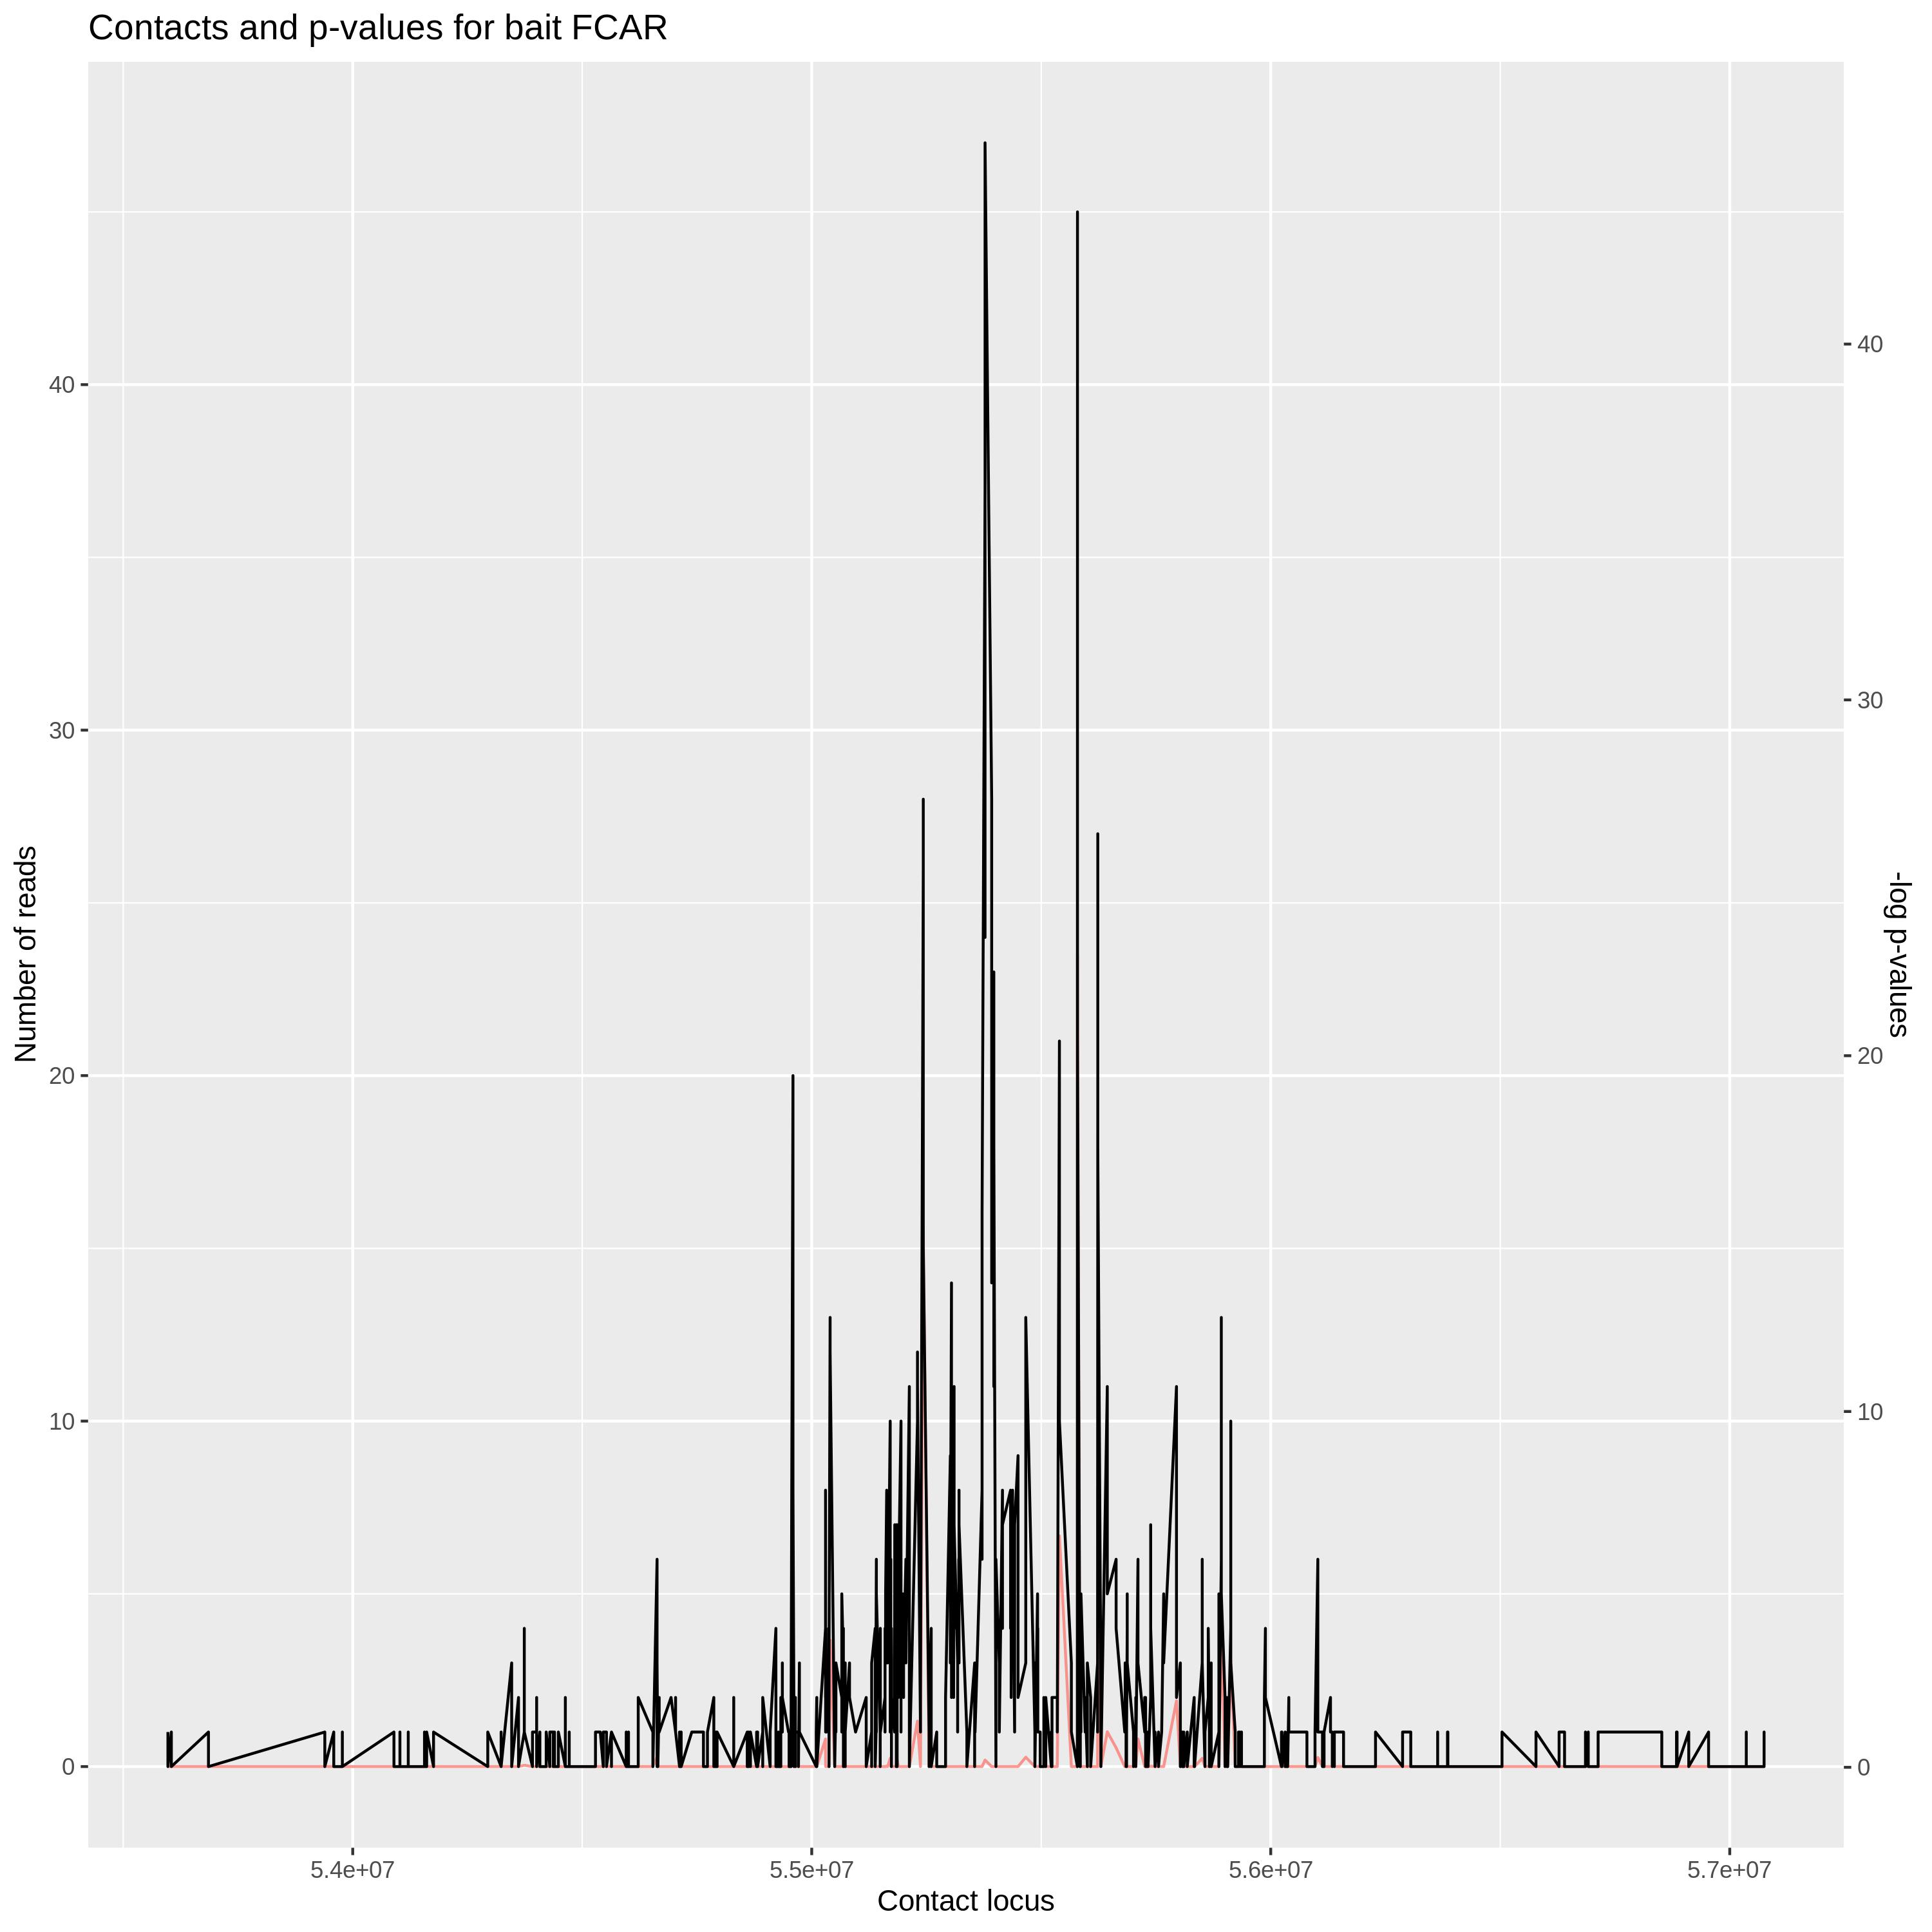 Contacts and p-values for bait FCAR
40
30
20
10
0
Number of reads
40
30
20
10
0
-log p-values
5.4e+07
5.5e+07
5.6e+07
5.7e+07
Contact locus